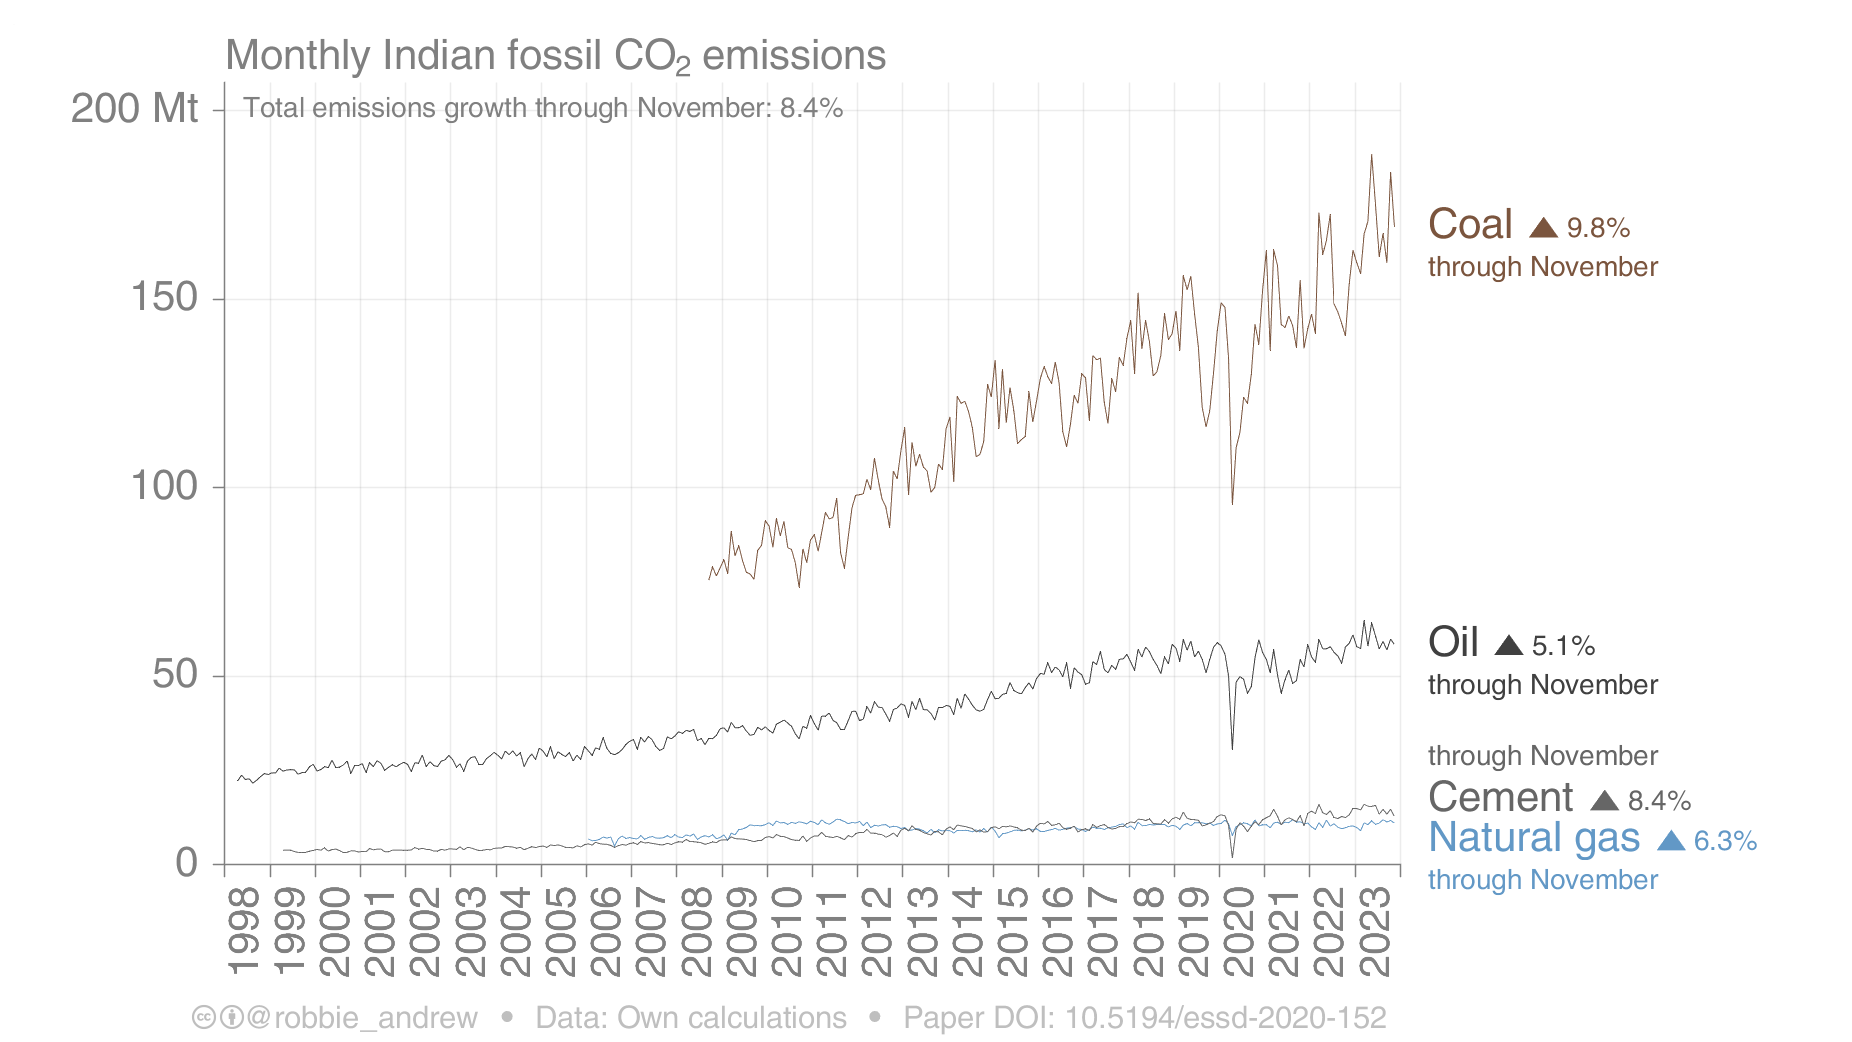 Monthly Indian fossil CO₂ emissions
200 Mt
Total emissions growth through November: 8.4%
150
100
50
0
Coal ▲ 9.8%
through November
Oil ▲ 5.1%
through November
through November
Cement ▲ 8.4%
Natural gas ▲ 6.3%
through November
1998 1999 2000 2001 2002 2003 2004 2005 2006 2007 2008 2009 2010 2011 2012 2013 2014 2015 2016 2017 2018 2019 2020 2021 2022 2023
cc @robbie_andrew • Data: Own calculations • Paper DOI: 10.5194/essd-2020-152